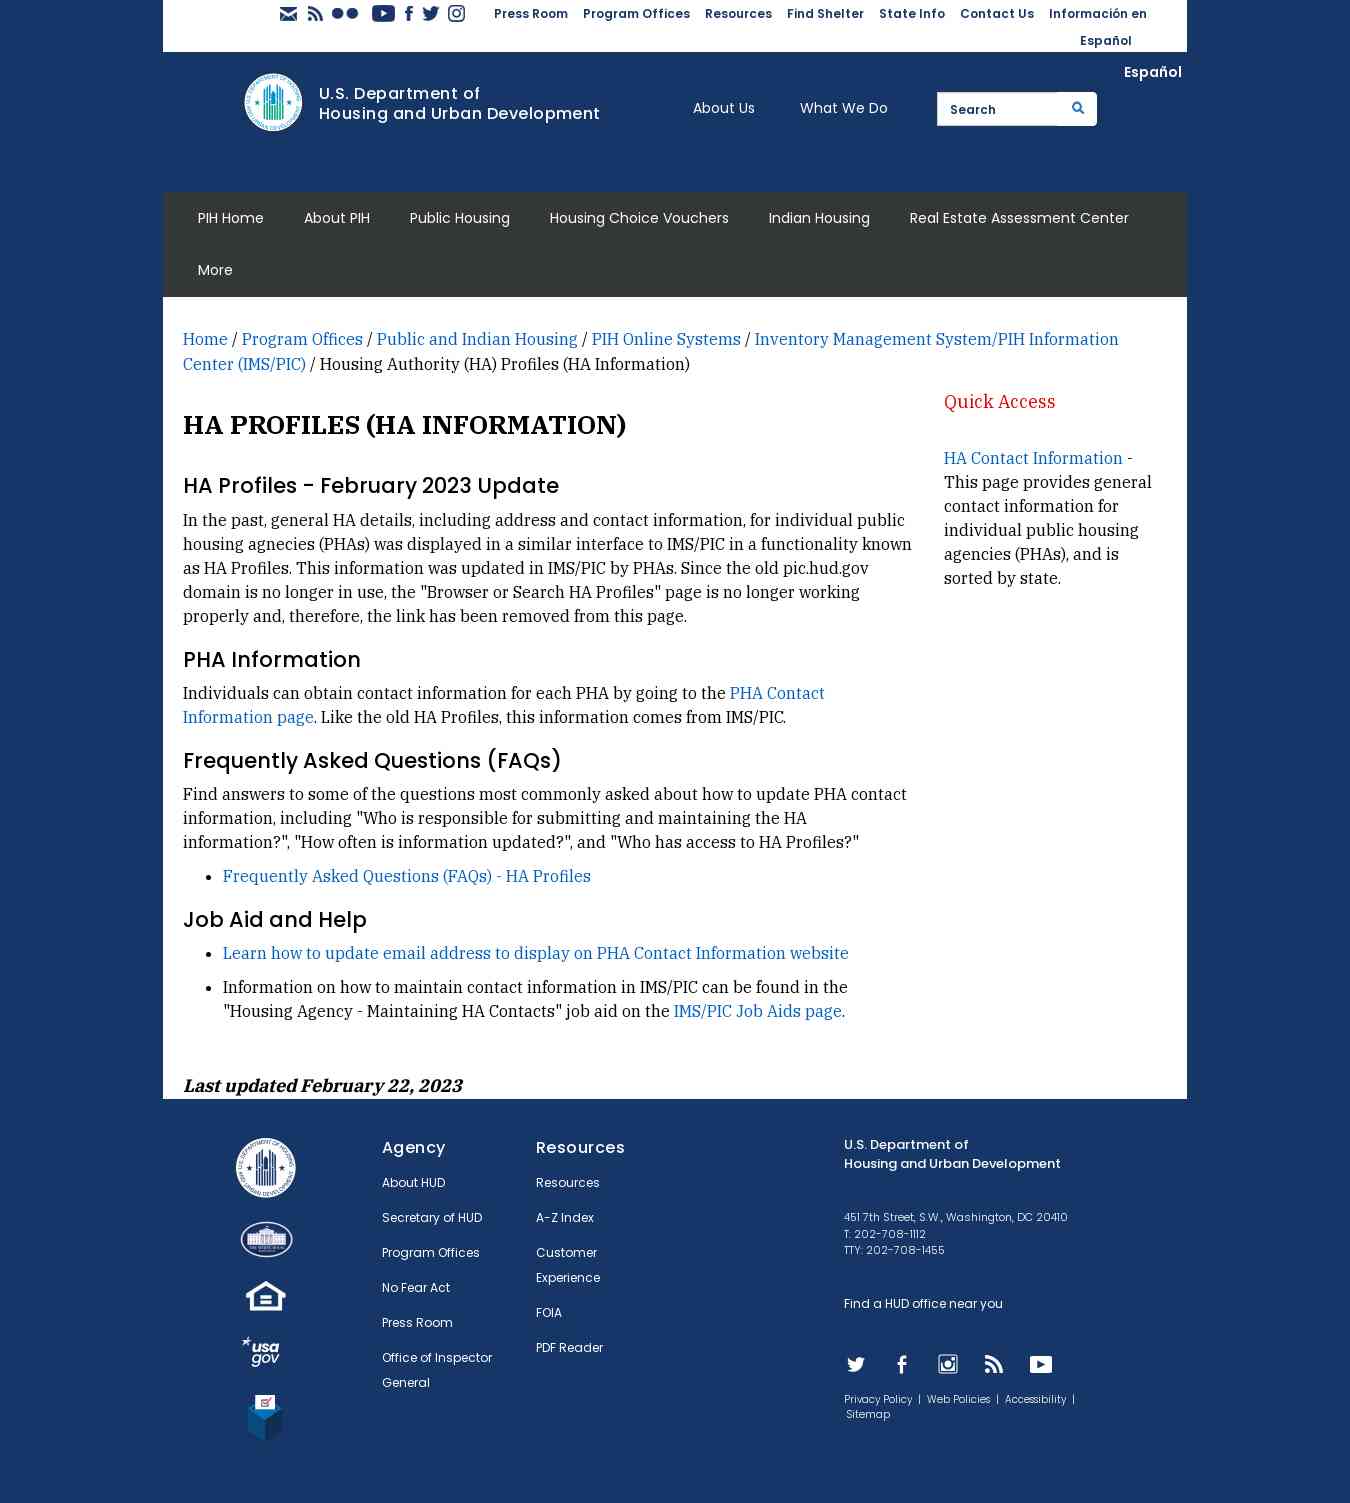 Press Room Program Offices Resources Find Shelter State Info Contact Us Información en
Español
Español
U.S. Department of
Housing and Urban Development
About Us What We Do Search
PIH Home About PIH Public Housing Housing Choice Vouchers Indian Housing Real Estate Assessment Center
More
Home / Program Offices / Public and Indian Housing / PIH Online Systems / Inventory Management System/PIH Information
Center (IMS/PIC) / Housing Authority (HA) Profiles (HA Information)
HA PROFILES (HA INFORMATION)
HA Profiles - February 2023 Update
In the past, general HA details, including address and contact information, for individual public
housing agnecies (PHAs) was displayed in a similar interface to IMS/PIC in a functionality known
as HA Profiles. This information was updated in IMS/PIC by PHAs. Since the old pic.hud.gov
domain is no longer in use, the "Browser or Search HA Profiles" page is no longer working
properly and, therefore, the link has been removed from this page.
PHA Information
Individuals can obtain contact information for each PHA by going to the PHA Contact
Information page. Like the old HA Profiles, this information comes from IMS/PIC.
Frequently Asked Questions (FAQs)
Find answers to some of the questions most commonly asked about how to update PHA contact
information, including "Who is responsible for submitting and maintaining the HA
information?", "How often is information updated?", and "Who has access to HA Profiles?"
Frequently Asked Questions (FAQs) - HA Profiles
Job Aid and Help
Learn how to update email address to display on PHA Contact Information website
Information on how to maintain contact information in IMS/PIC can be found in the
"Housing Agency - Maintaining HA Contacts" job aid on the IMS/PIC Job Aids page.
Last updated February 22, 2023
Quick Access
HA Contact Information -
This page provides general
contact information for
individual public housing
agencies (PHAs), and is
sorted by state.
U.S. DEPARTMENT OF HOUSING AND URBAN DEVELOPMENT
THE WHITE HOUSE
usa
gov
Agency
About HUD
Secretary of HUD
Program Offices
No Fear Act
Press Room
Office of Inspector
General
Resources
Resources
A-Z Index
Customer
Experience
FOIA
PDF Reader
U.S. Department of
Housing and Urban Development
451 7th Street, S.W., Washington, DC 20410
T: 202-708-1112
TTY: 202-708-1455
Find a HUD office near you
Privacy Policy | Web Policies | Accessibility |
Sitemap